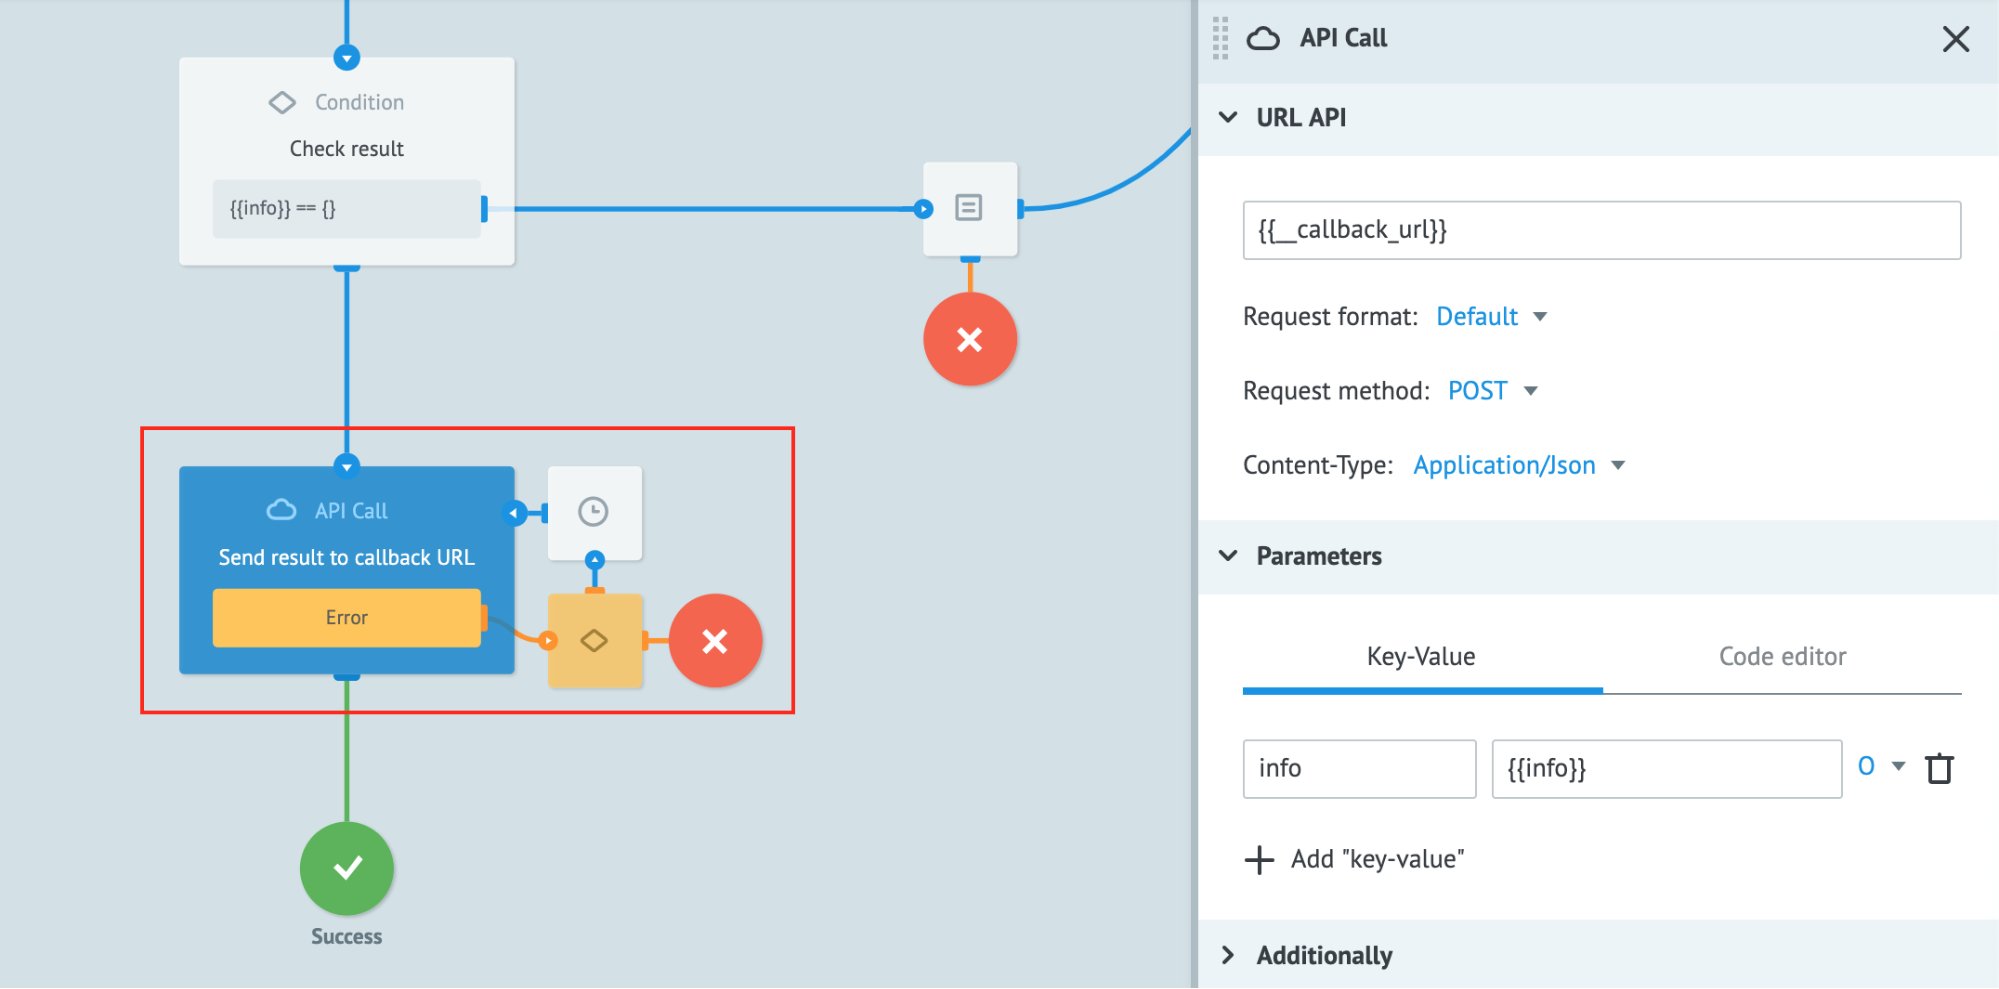 Condition
Check result
{{info}} == {}
API Call
Send result to callback URL
Error
Success
API Call
URL API
{{__callback_url}}
Request format: Default
Request method: POST
Content-Type: Application/Json
Parameters
Key-Value Code editor
info {{info}} O
Add "key-value"
Additionally